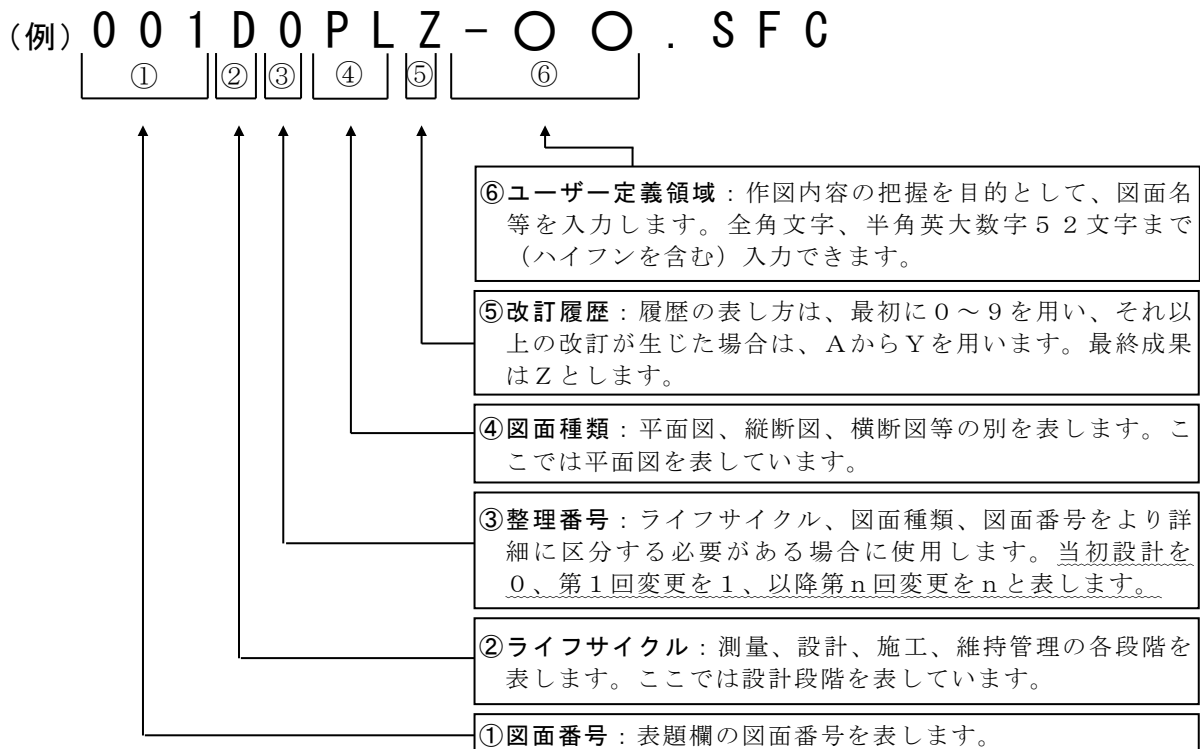 (例) 001D0PLZ-〇〇.SFC
① ② ③ ④ ⑤ ⑥
⑥ユーザー定義領域:作図内容の把握を目的として、図面名
等を入力します。全角文字、半角英大数字52文字まで
(ハイフンを含む)入力できます。
⑤改訂履歴:履歴の表し方は、最初に0~9を用い、それ以
上の改訂が生じた場合は、AからYを用います。最終成果
はZとします。
④図面種類:平面図、縦断図、横断図等の別を表します。こ
こでは平面図を表しています。
③整理番号:ライフサイクル、図面種類、図面番号をより詳
細に区分する必要がある場合に使用します。当初設計を
0、第1回変更を1、以降第n回変更をnと表します。
②ライフサイクル:測量、設計、施工、維持管理の各段階を
表します。ここでは設計段階を表しています。
①図面番号:表題欄の図面番号を表します。